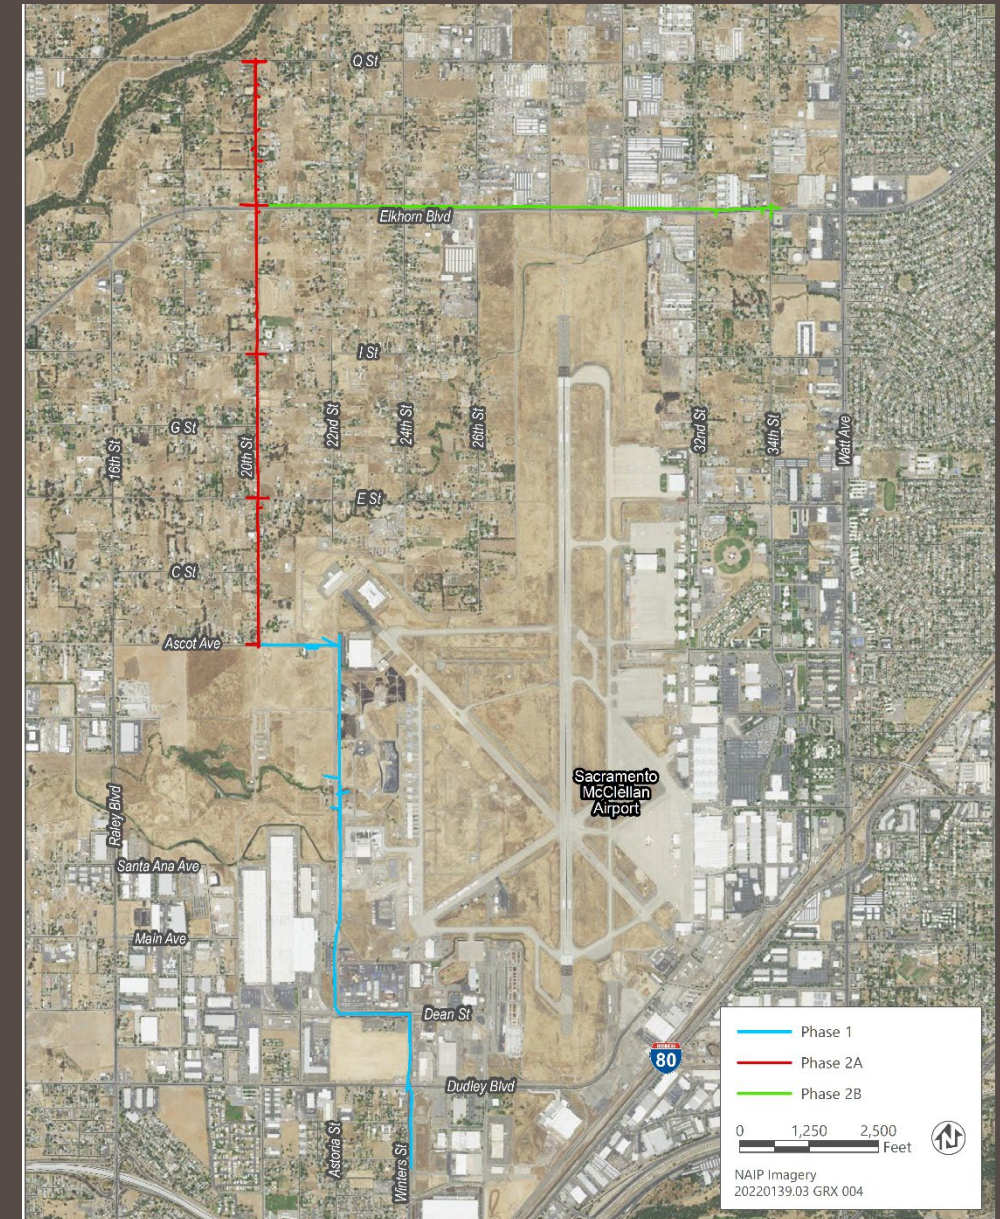 Q St
Elkhorn Blvd
I St
G St
16th St
20th St
22nd St
24th St
26th St
32nd St
34th St
Watt Ave
E St
C St
Ascot Ave
Sacramento
McClellan
Airport
Raley Blvd
Santa Ana Ave
Main Ave
Dean St
80
Dudley Blvd
Astoria St
Winters St
Phase 1
Phase 2A
Phase 2B
0 1,250 2,500
Feet
N
NAIP Imagery
20220139.03 GRX 004